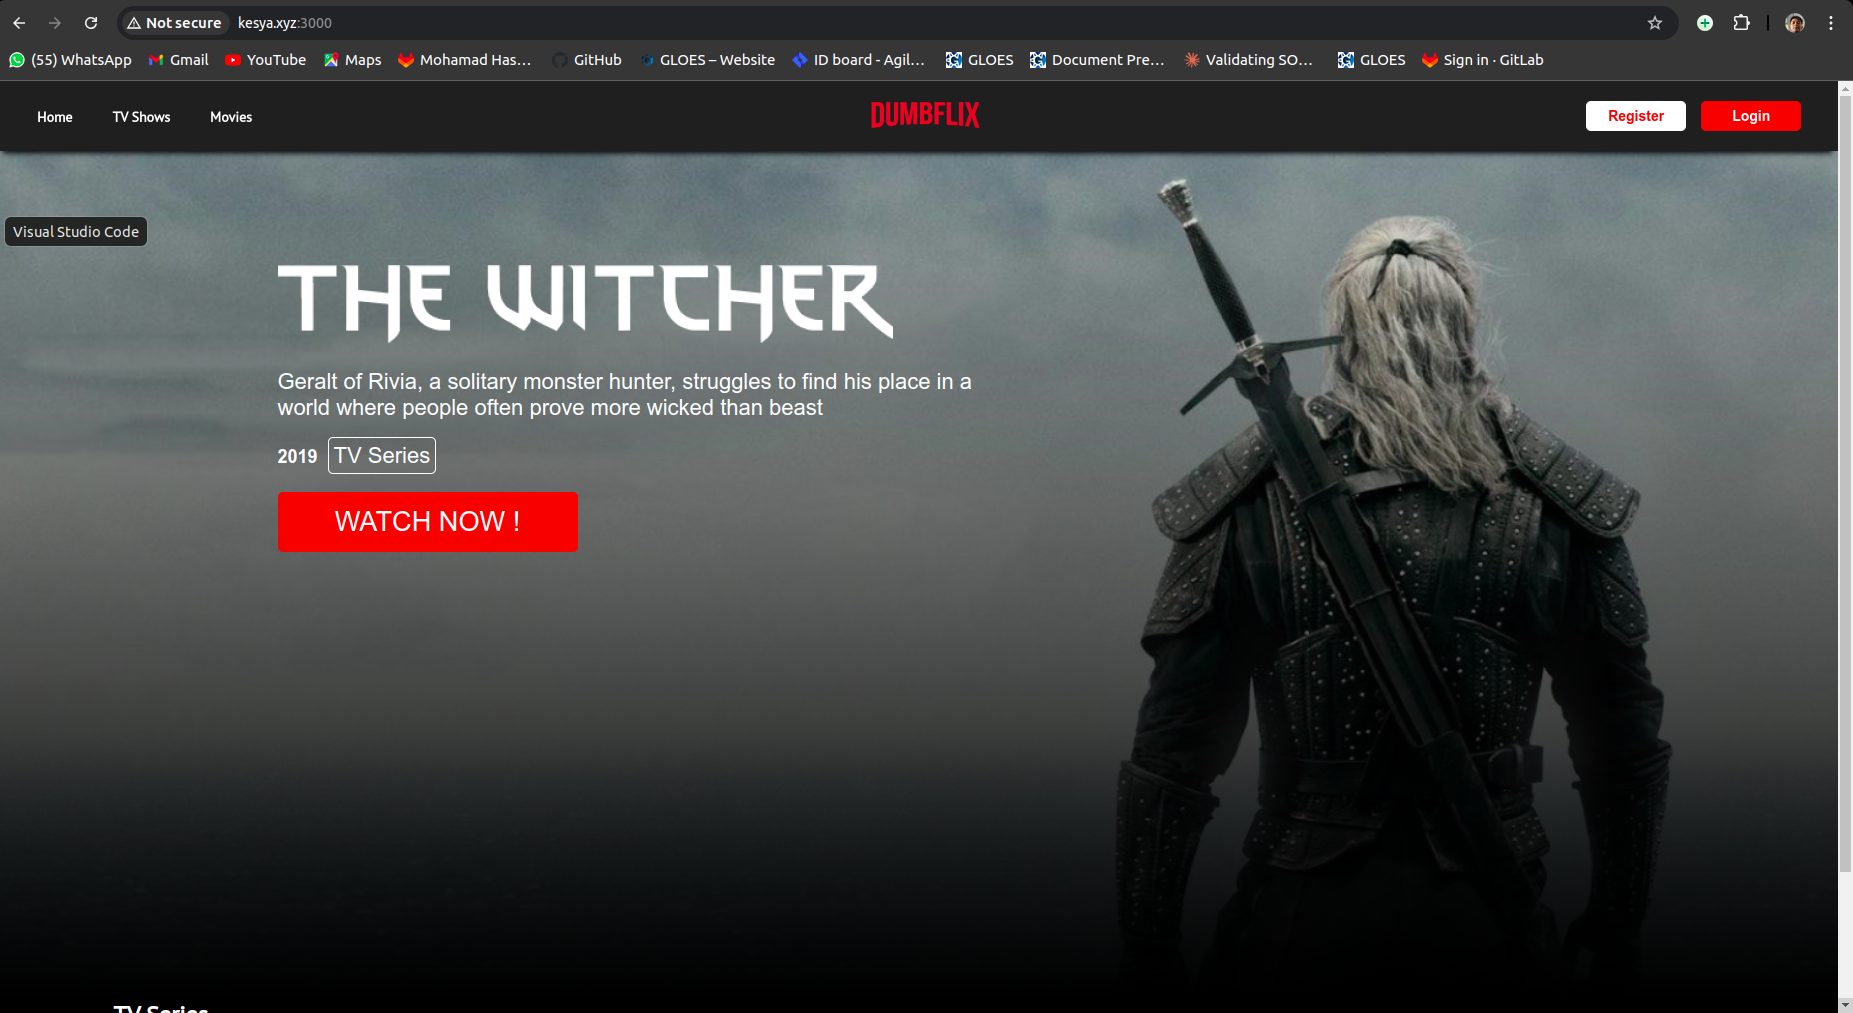 Not secure kesya.xyz:3000
(55) WhatsApp Gmail YouTube Maps Mohamad Has... GitHub GLOES – Website ID board - Agil... GLOES Document Pre... Validating SO... GLOES Sign in · GitLab
Home TV Shows Movies DUMBFLIX Register Login
Visual Studio Code
THE WITCHER
Geralt of Rivia, a solitary monster hunter, struggles to find his place in a
world where people often prove more wicked than beast
2019 TV Series
WATCH NOW !
TV Series